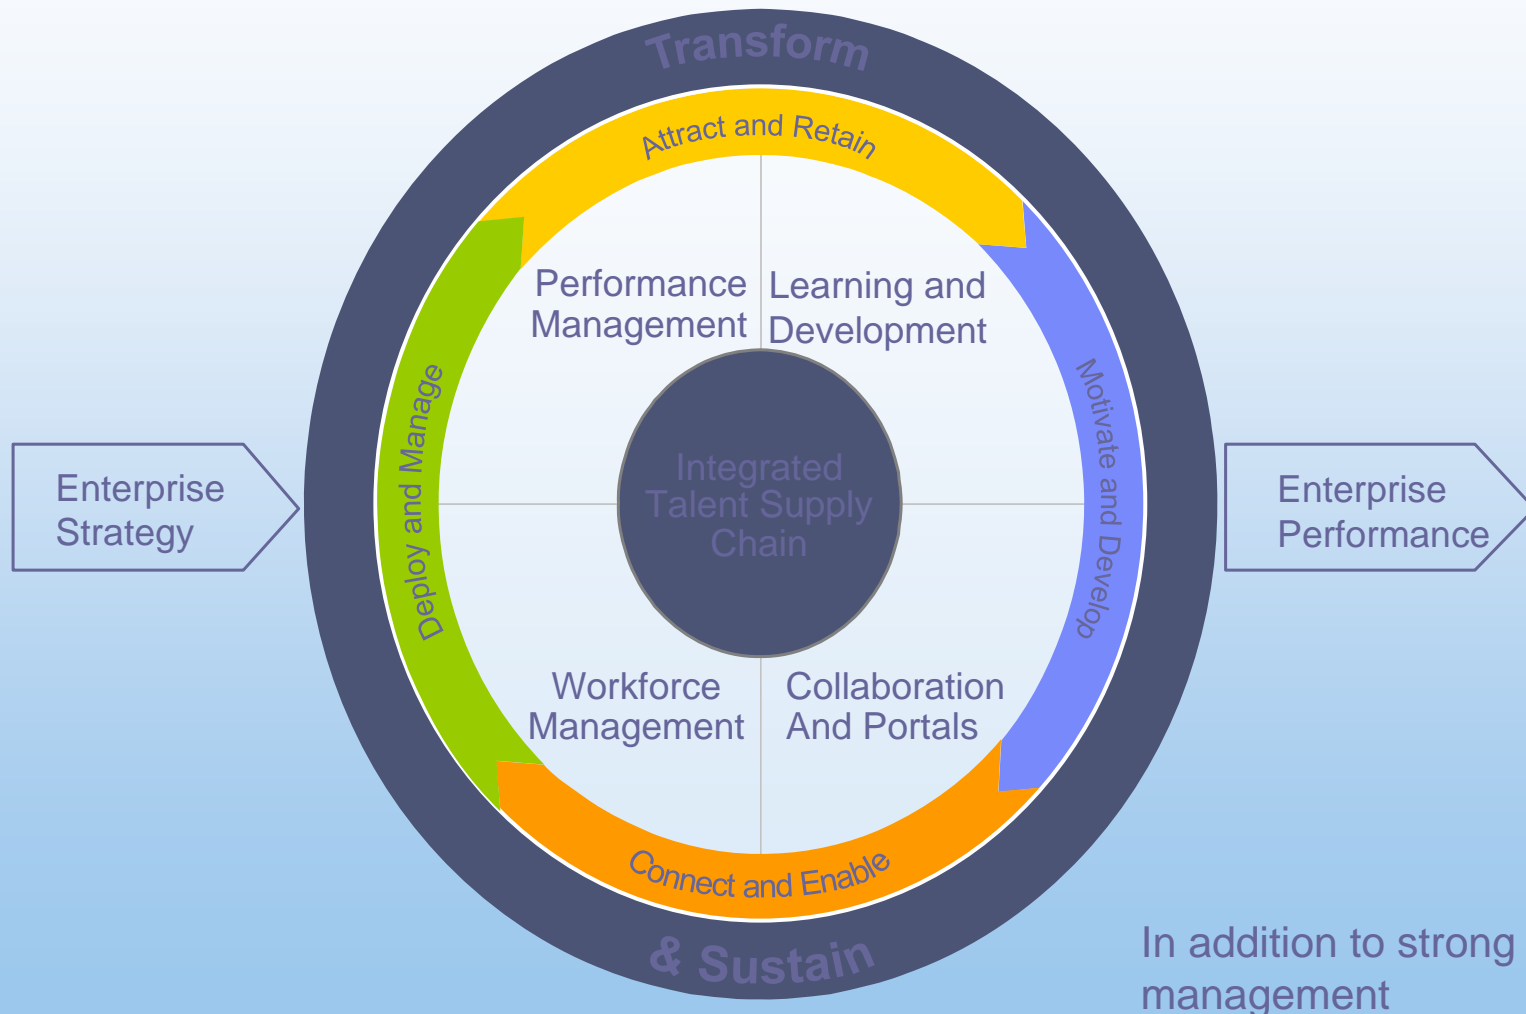 Transform
Attract and Retain
Performance
Management
Learning and
Development
Deploy and Manage
Motivate and Develop
Enterprise
Strategy
Integrated
Talent Supply
Chain
Enterprise
Performance
Workforce
Management
Collaboration
And Portals
Connect and Enable
& Sustain
In addition to strong
management